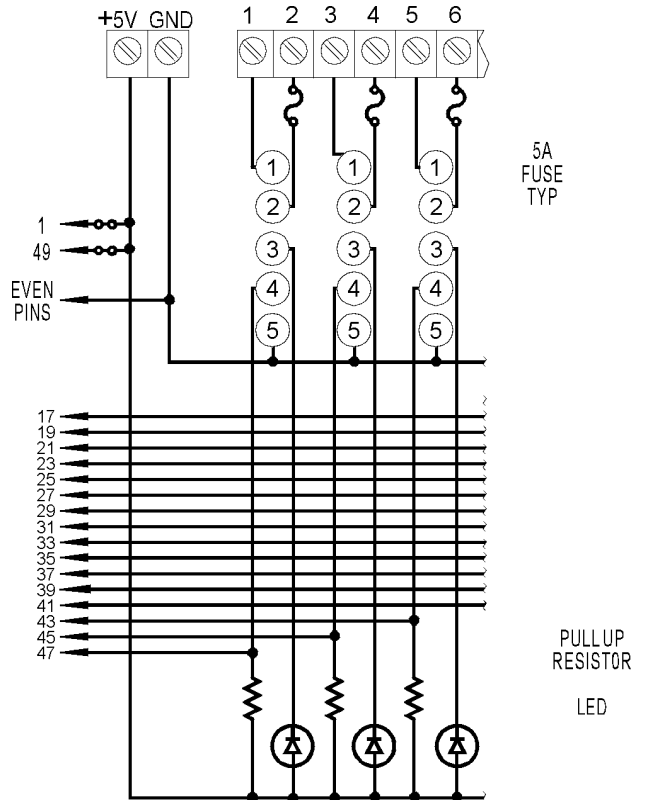 +5V GND 1 2 3 4 5 6
5A
FUSE
TYP
1 1 1
2 2 2
1
3 3 3
49
4 4 4
EVEN
PINS
5 5 5
17
19
21
23
25
27
29
31
33
35
37
39
41
43
45
47
PULLUP
RESISTOR
LED